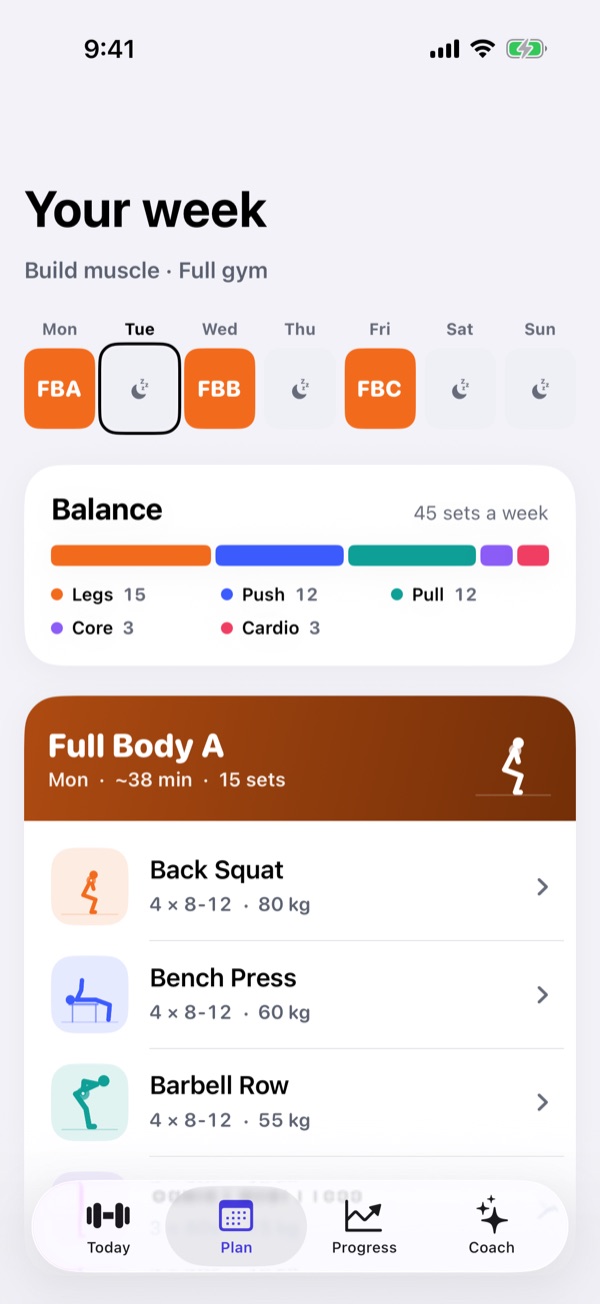 9:41
Your week
Build muscle · Full gym
Mon Tue Wed Thu Fri Sat Sun
FBA FBB FBC
Balance 45 sets a week
Legs 15 Push 12 Pull 12
Core 3 Cardio 3
Full Body A
Mon · ~38 min · 15 sets
Back Squat
4 × 8-12 · 80 kg
Bench Press
4 × 8-12 · 60 kg
Barbell Row
4 × 8-12 · 55 kg
Today Plan Progress Coach